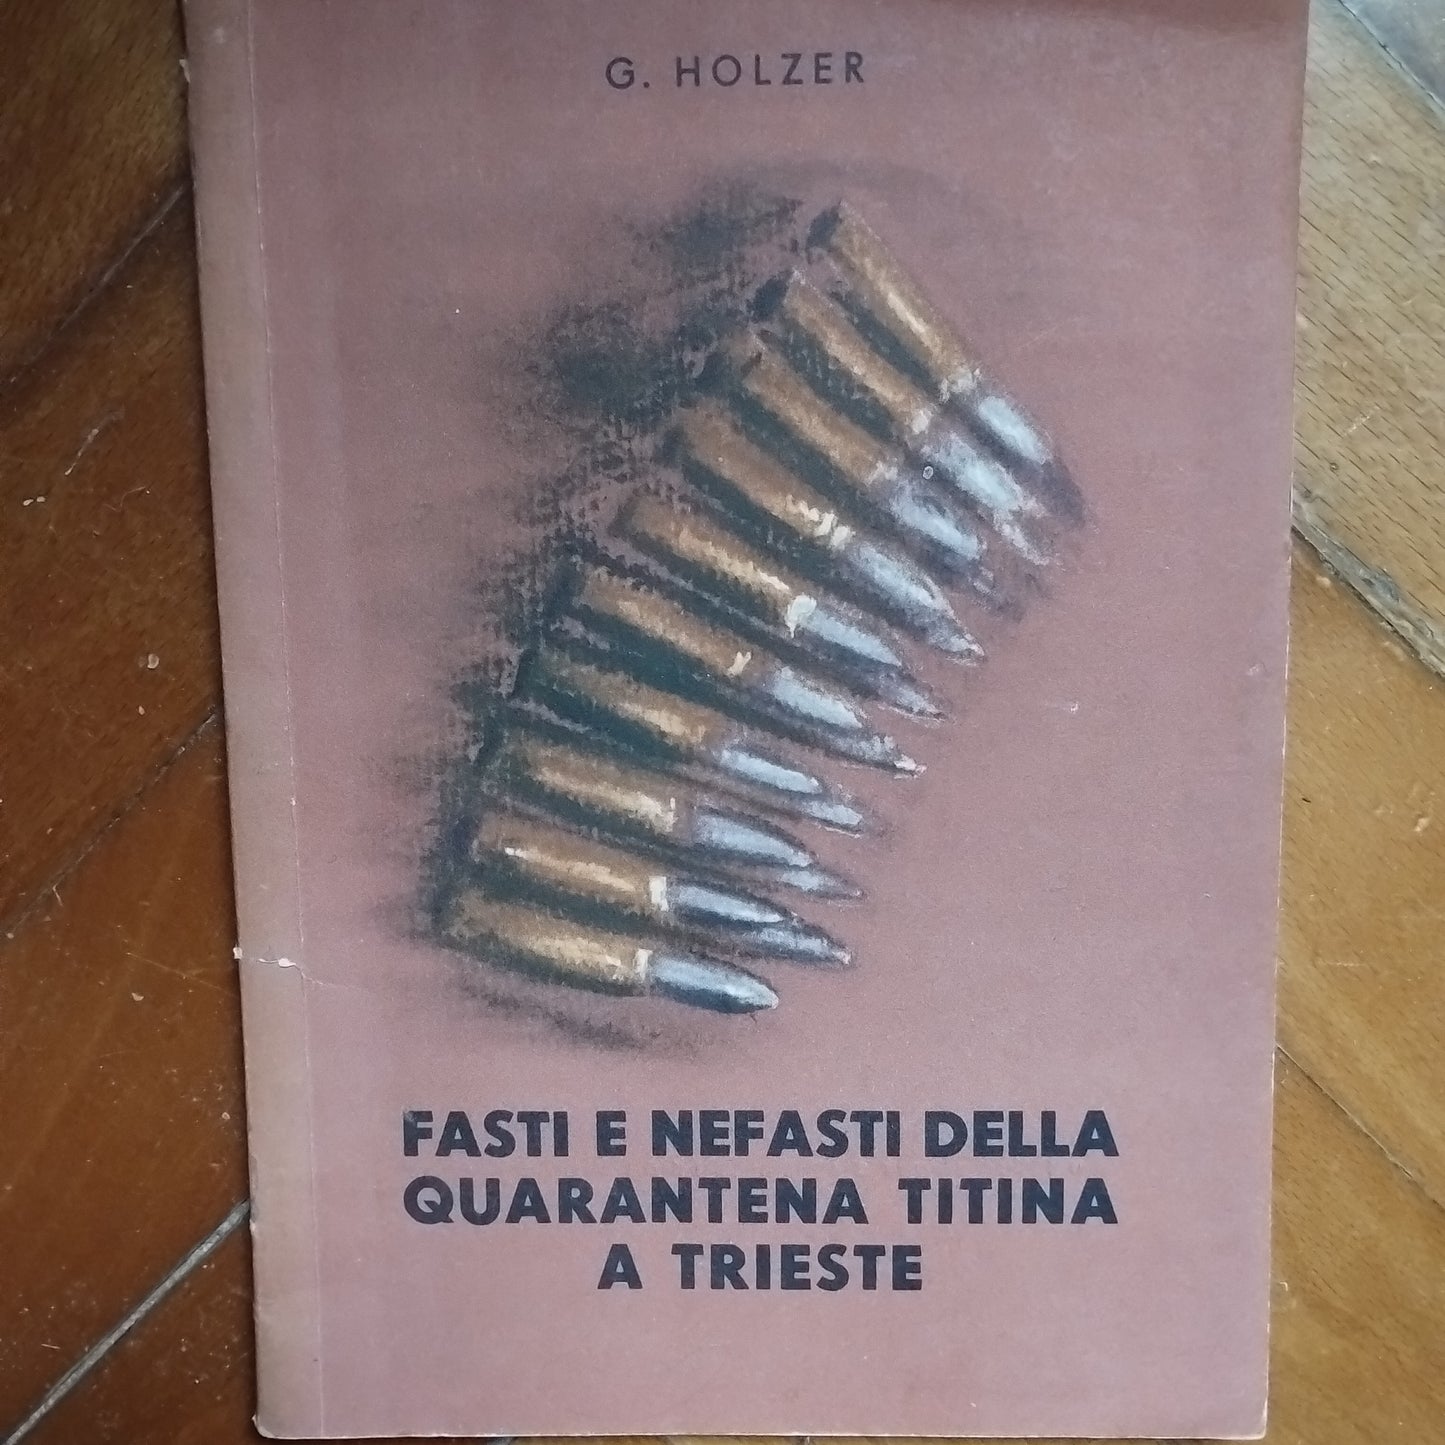 G. HOLZER
FASTI E NEFASTI DELLA
QUARANTENA TITINA
A TRIESTE